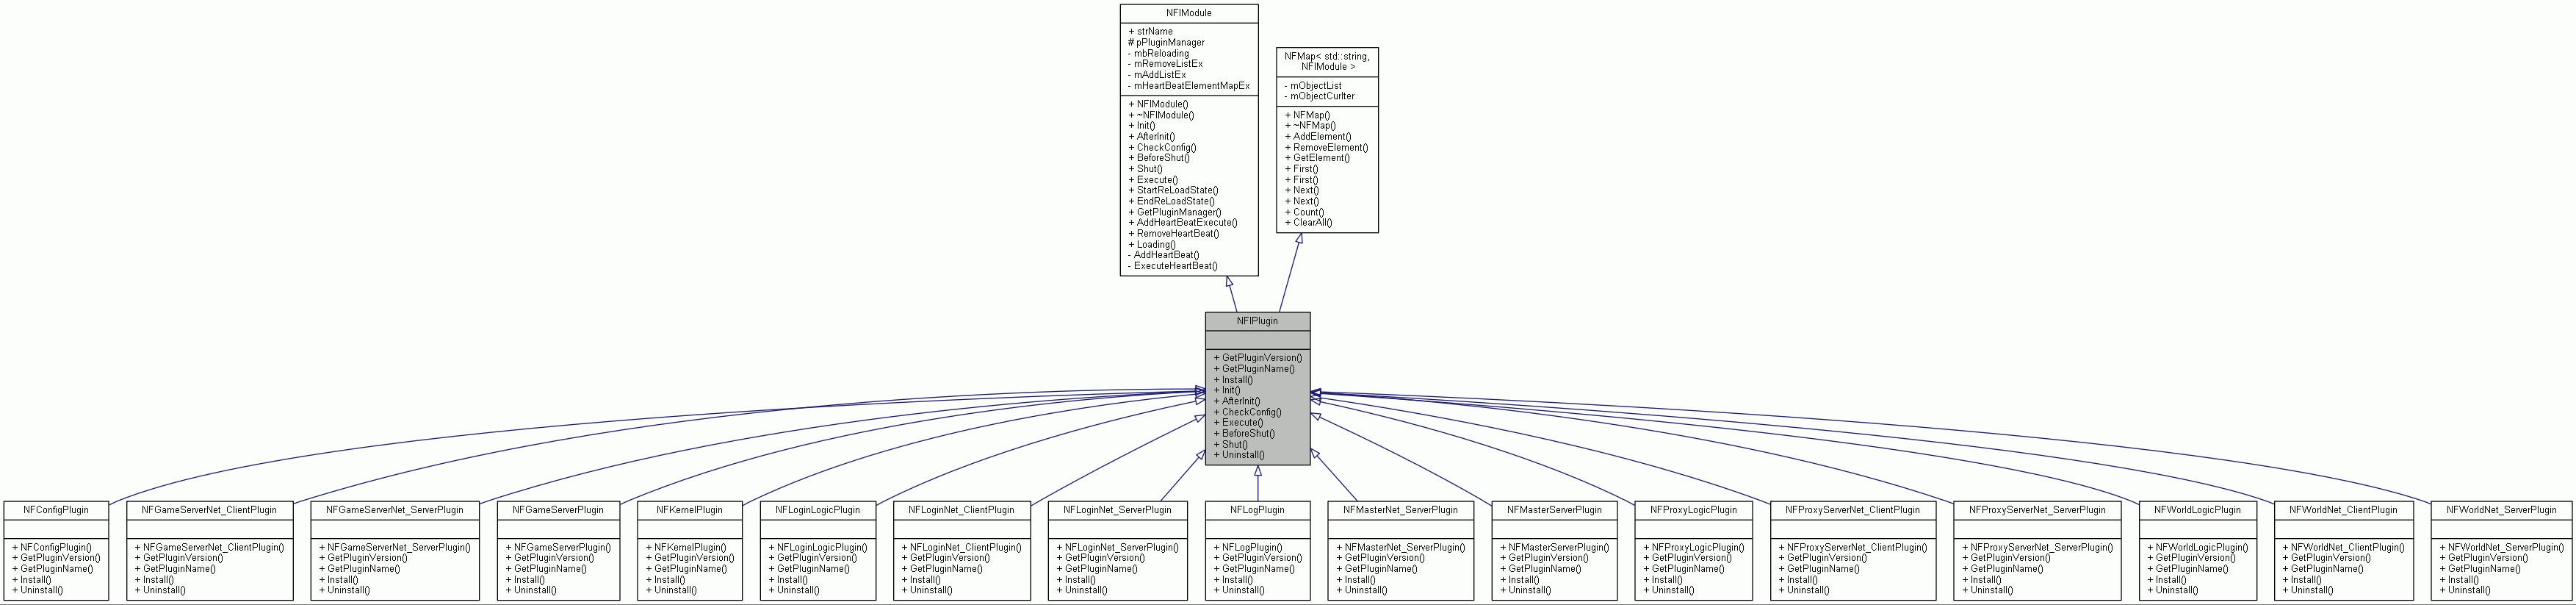 NFIModule
+ strName
# pPluginManager
- mbReloading
- mRemoveListEx
- mAddListEx
- mHeartBeatElementMapEx
+ NFIModule()
+ ~NFIModule()
+ Init()
+ AfterInit()
+ CheckConfig()
+ BeforeShut()
+ Shut()
+ Execute()
+ StartReLoadState()
+ EndReLoadState()
+ GetPluginManager()
+ AddHeartBeatExecute()
+ RemoveHeartBeat()
+ Loading()
- AddHeartBeat()
- ExecuteHeartBeat()
NFMap< std::string,
NFIModule >
- mObjectList
- mObjectCurIter
+ NFMap()
+ ~NFMap()
+ AddElement()
+ RemoveElement()
+ GetElement()
+ First()
+ First()
+ Next()
+ Next()
+ Count()
+ ClearAll()
NFIPlugin
+ GetPluginVersion()
+ GetPluginName()
+ Install()
+ Init()
+ AfterInit()
+ CheckConfig()
+ Execute()
+ BeforeShut()
+ Shut()
+ Uninstall()
NFConfigPlugin
+ NFConfigPlugin()
+ GetPluginVersion()
+ GetPluginName()
+ Install()
+ Uninstall()
NFGameServerNet_ClientPlugin
+ NFGameServerNet_ClientPlugin()
+ GetPluginVersion()
+ GetPluginName()
+ Install()
+ Uninstall()
NFGameServerNet_ServerPlugin
+ NFGameServerNet_ServerPlugin()
+ GetPluginVersion()
+ GetPluginName()
+ Install()
+ Uninstall()
NFGameServerPlugin
+ NFGameServerPlugin()
+ GetPluginVersion()
+ GetPluginName()
+ Install()
+ Uninstall()
NFKernelPlugin
+ NFKernelPlugin()
+ GetPluginVersion()
+ GetPluginName()
+ Install()
+ Uninstall()
NFLoginLogicPlugin
+ NFLoginLogicPlugin()
+ GetPluginVersion()
+ GetPluginName()
+ Install()
+ Uninstall()
NFLoginNet_ClientPlugin
+ NFLoginNet_ClientPlugin()
+ GetPluginVersion()
+ GetPluginName()
+ Install()
+ Uninstall()
NFLoginNet_ServerPlugin
+ NFLoginNet_ServerPlugin()
+ GetPluginVersion()
+ GetPluginName()
+ Install()
+ Uninstall()
NFLogPlugin
+ NFLogPlugin()
+ GetPluginVersion()
+ GetPluginName()
+ Install()
+ Uninstall()
NFMasterNet_ServerPlugin
+ NFMasterNet_ServerPlugin()
+ GetPluginVersion()
+ GetPluginName()
+ Install()
+ Uninstall()
NFMasterServerPlugin
+ NFMasterServerPlugin()
+ GetPluginVersion()
+ GetPluginName()
+ Install()
+ Uninstall()
NFProxyLogicPlugin
+ NFProxyLogicPlugin()
+ GetPluginVersion()
+ GetPluginName()
+ Install()
+ Uninstall()
NFProxyServerNet_ClientPlugin
+ NFProxyServerNet_ClientPlugin()
+ GetPluginVersion()
+ GetPluginName()
+ Install()
+ Uninstall()
NFProxyServerNet_ServerPlugin
+ NFProxyServerNet_ServerPlugin()
+ GetPluginVersion()
+ GetPluginName()
+ Install()
+ Uninstall()
NFWorldLogicPlugin
+ NFWorldLogicPlugin()
+ GetPluginVersion()
+ GetPluginName()
+ Install()
+ Uninstall()
NFWorldNet_ClientPlugin
+ NFWorldNet_ClientPlugin()
+ GetPluginVersion()
+ GetPluginName()
+ Install()
+ Uninstall()
NFWorldNet_ServerPlugin
+ NFWorldNet_ServerPlugin()
+ GetPluginVersion()
+ GetPluginName()
+ Install()
+ Uninstall()